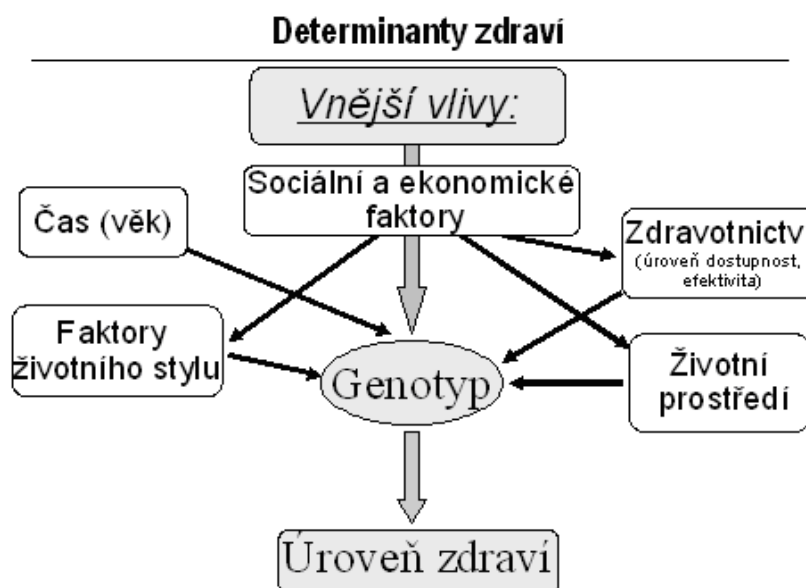 Determinanty zdraví
Vnější vlivy:
Sociální a ekonomické
faktory
Čas (věk)
Zdravotnictv
(úroveň dostupnost,
efektivita)
Faktory
životního stylu
Genotyp
Životní
prostředí
Úroveň zdraví